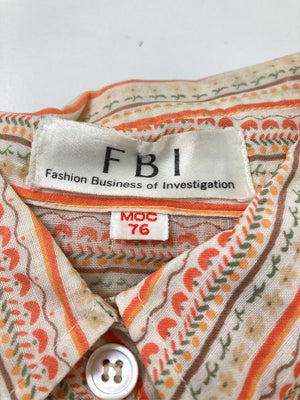 FBI
Fashion Business of Investigation
MOC
76